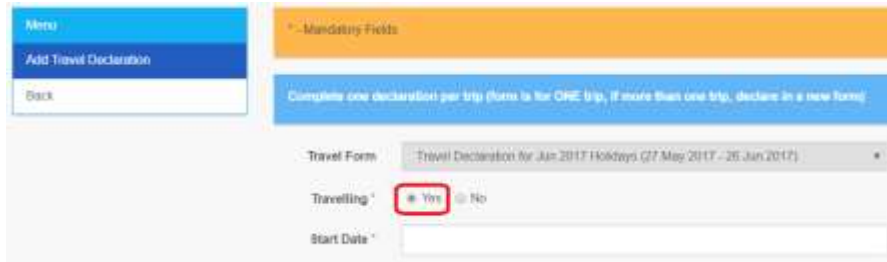 Menu
Add Travel Declaration
Back
* - Mandatory Fields
Complete one declaration per trip (form is for ONE trip, if more than one trip, declare in a new form)
Travel Form
Travel Declaration for Jun 2017 Holidays (27 May 2017 - 26 Jun 2017)
Travelling *
Yes No
Start Date *